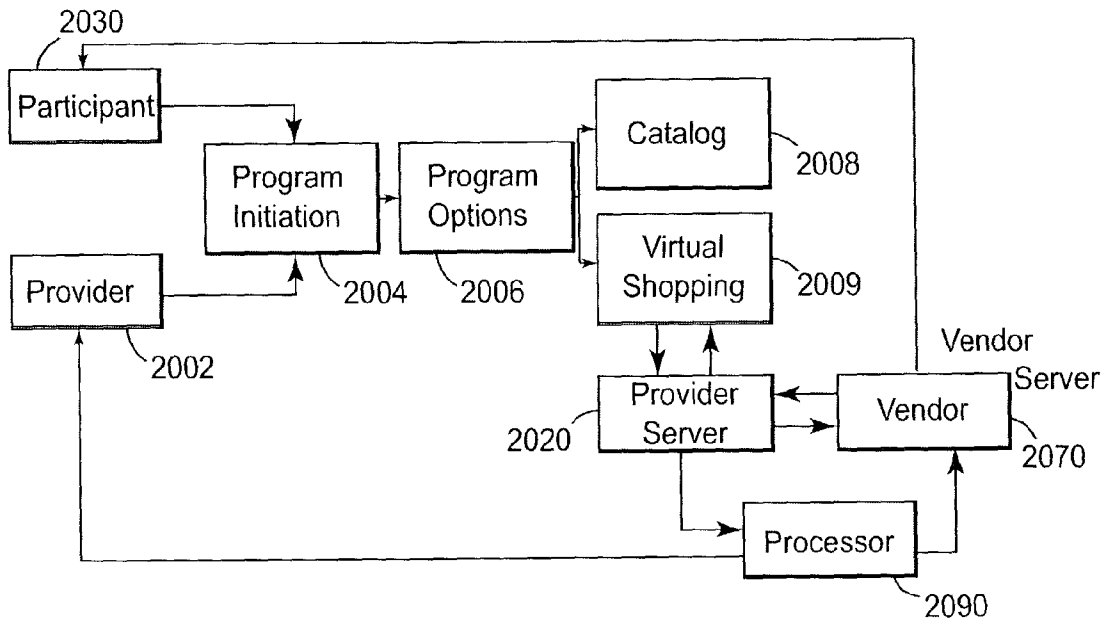 2030
Participant
Program
Initiation
2004
Program
Options
2006
Catalog
2008
Provider
2002
Virtual
Shopping
2009
Provider
Server
2020
Vendor
Server
Vendor
2070
Processor
2090